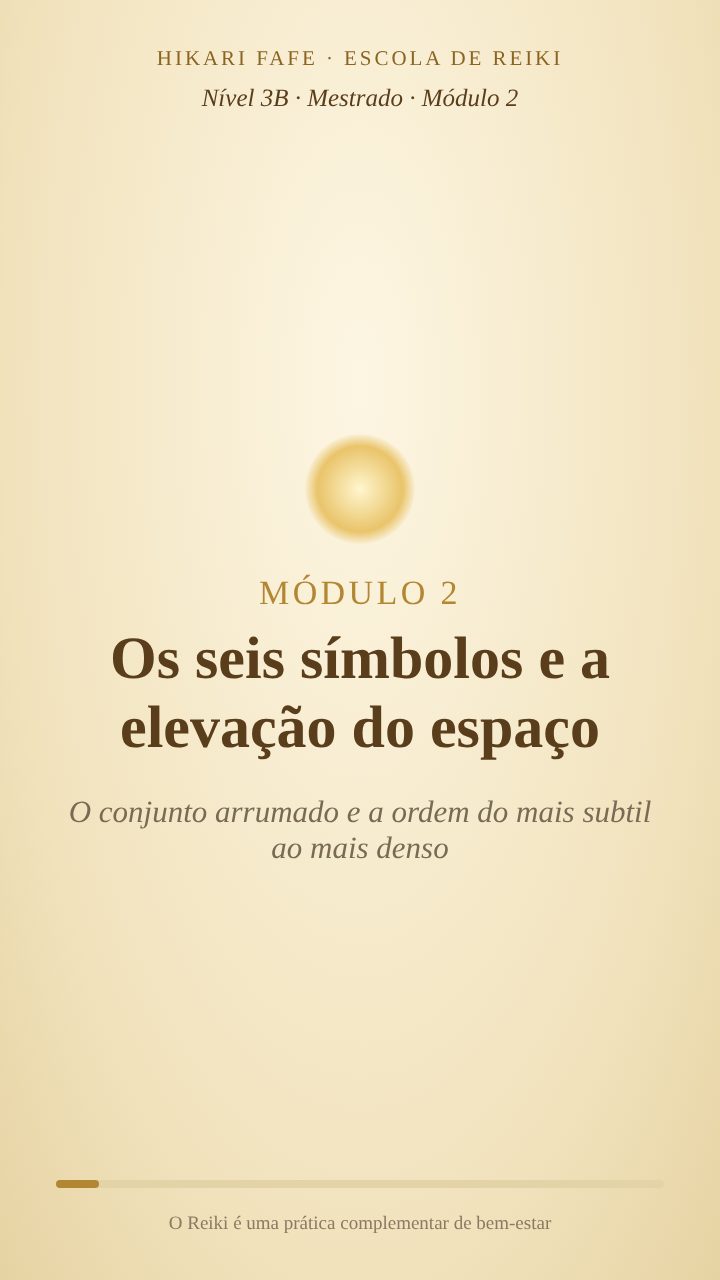 HIKARI FAFE · ESCOLA DE REIKI
Nível 3B · Mestrado · Módulo 2
MÓDULO 2
Os seis símbolos e a
elevação do espaço
O conjunto arrumado e a ordem do mais subtil
ao mais denso
O Reiki é uma prática complementar de bem-estar